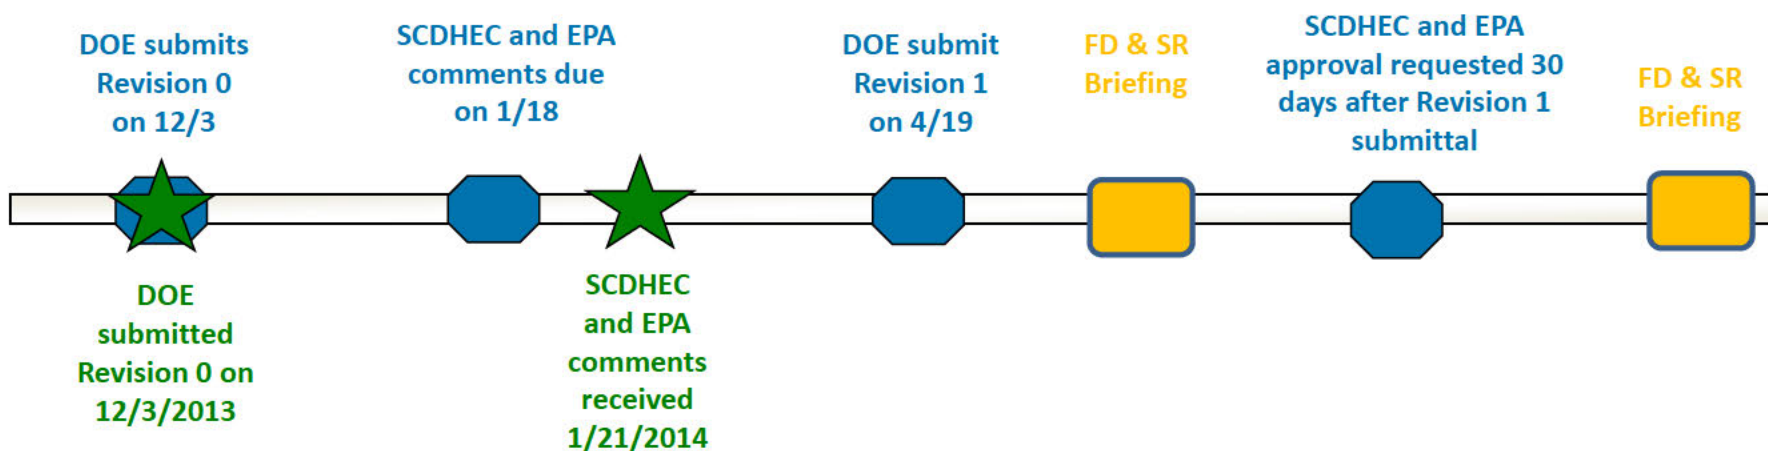 DOE submits
Revision 0
on 12/3
SCDHEC and EPA
comments due
on 1/18
DOE submit
Revision 1
on 4/19
FD & SR
Briefing
SCDHEC and EPA
approval requested 30
days after Revision 1
submittal
FD & SR
Briefing
DOE
submitted
Revision 0 on
12/3/2013
SCDHEC
and EPA
comments
received
1/21/2014